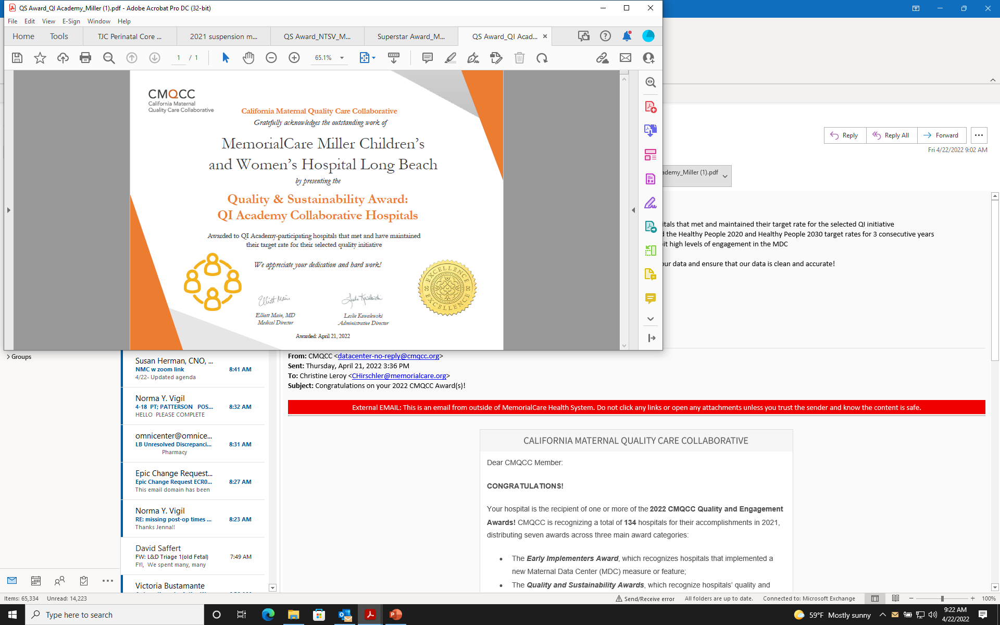 QS Award_QI Academy_Miller (1).pdf - Adobe Acrobat Pro DC (32-bit)
File Edit View E-Sign Window Help
Home Tools TJC Perinatal Core ... 2021 suspension m... QS Award_NTSV_M... Superstar Award_M... QS Award_QI Acad...
1 / 1 65.1%
CMQCC
California Maternal
Quality Care Collaborative
California Maternal Quality Care Collaborative
Gratefully acknowledges the outstanding work of
MemorialCare Miller Children's
and Women's Hospital Long Beach
by presenting the
Quality & Sustainability Award:
QI Academy Collaborative Hospitals
Awarded to QI Academy-participating hospitals that met and have maintained
their target rate for their selected quality initiative
We appreciate your dedication and hard work!
EXCELLENCE
EXCELLENCE
Elliott Main
Elliott Main, MD
Medical Director
Leslie Kowalewski
Administrative Director
Awarded: April 21, 2022
Reply Reply All Forward
Fri 4/22/2022 9:02 AM
ademy_Miller (1).pdf
itals that met and maintained their target rate for the selected QI initiative
d the Healthy People 2020 and Healthy People 2030 target rates for 3 consecutive years
it high levels of engagement in the MDC
our data and ensure that our data is clean and accurate!
Groups
Susan Herman, CNO, ...
NMC w zoom link 8:41 AM
4/22- Updated agenda
Norma Y. Vigil
4-18 PT; PATTERSON POS... 8:32 AM
HELLO PLEASE COMPLETE
omnicenter@omnice...
LB Unresolved Discrepanci... 8:31 AM
Pharmacy
Epic Change Request...
Epic Change Request ECR0... 8:27 AM
This email domain has been
Norma Y. Vigil
RE: missing post-op times ... 8:23 AM
Thanks Jenna!!
David Saffert
FW: L&D Triage 1(old Fetal) 7:49 AM
FYI, We spent many, many
Victoria Bustamante
From: CMQCC <datacenter-no-reply@cmqcc.org>
Sent: Thursday, April 21, 2022 3:36 PM
To: Christine Leroy <CHirschler@memorialcare.org>
Subject: Congratulations on your 2022 CMQCC Award(s)!
External EMAIL: This is an email from outside of MemorialCare Health System. Do not click any links or open any attachments unless you trust the sender and know the content is safe.
CALIFORNIA MATERNAL QUALITY CARE COLLABORATIVE
Dear CMQCC Member:
CONGRATULATIONS!
Your hospital is the recipient of one or more of the 2022 CMQCC Quality and Engagement
Awards! CMQCC is recognizing a total of 134 hospitals for their accomplishments in 2021,
distributing seven awards across three main award categories:
• The Early Implementers Award, which recognizes hospitals that implemented a
new Maternal Data Center (MDC) measure or feature;
• The Quality and Sustainability Awards, which recognize hospitals' quality and
Items: 65,334 Unread: 14,223
Send/Receive error All folders are up to date. Connected to: Microsoft Exchange 100%
Type here to search
59°F Mostly sunny
9:22 AM
4/22/2022